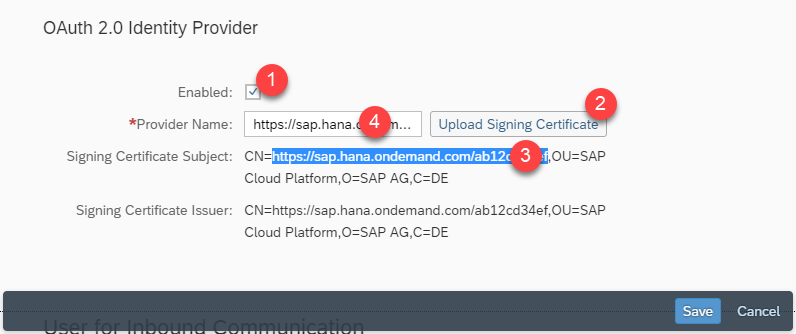 OAuth 2.0 Identity Provider
Enabled: 1
2
*Provider Name: https://sap.hana.o 4 m... Upload Signing Certificate
Signing Certificate Subject: CN=https://sap.hana.ondemand.com/ab12c 3 ef,OU=SAP
Cloud Platform,O=SAP AG,C=DE
Signing Certificate Issuer: CN=https://sap.hana.ondemand.com/ab12cd34ef,OU=SAP
Cloud Platform,O=SAP AG,C=DE
Save Cancel
User for Inbound Communication